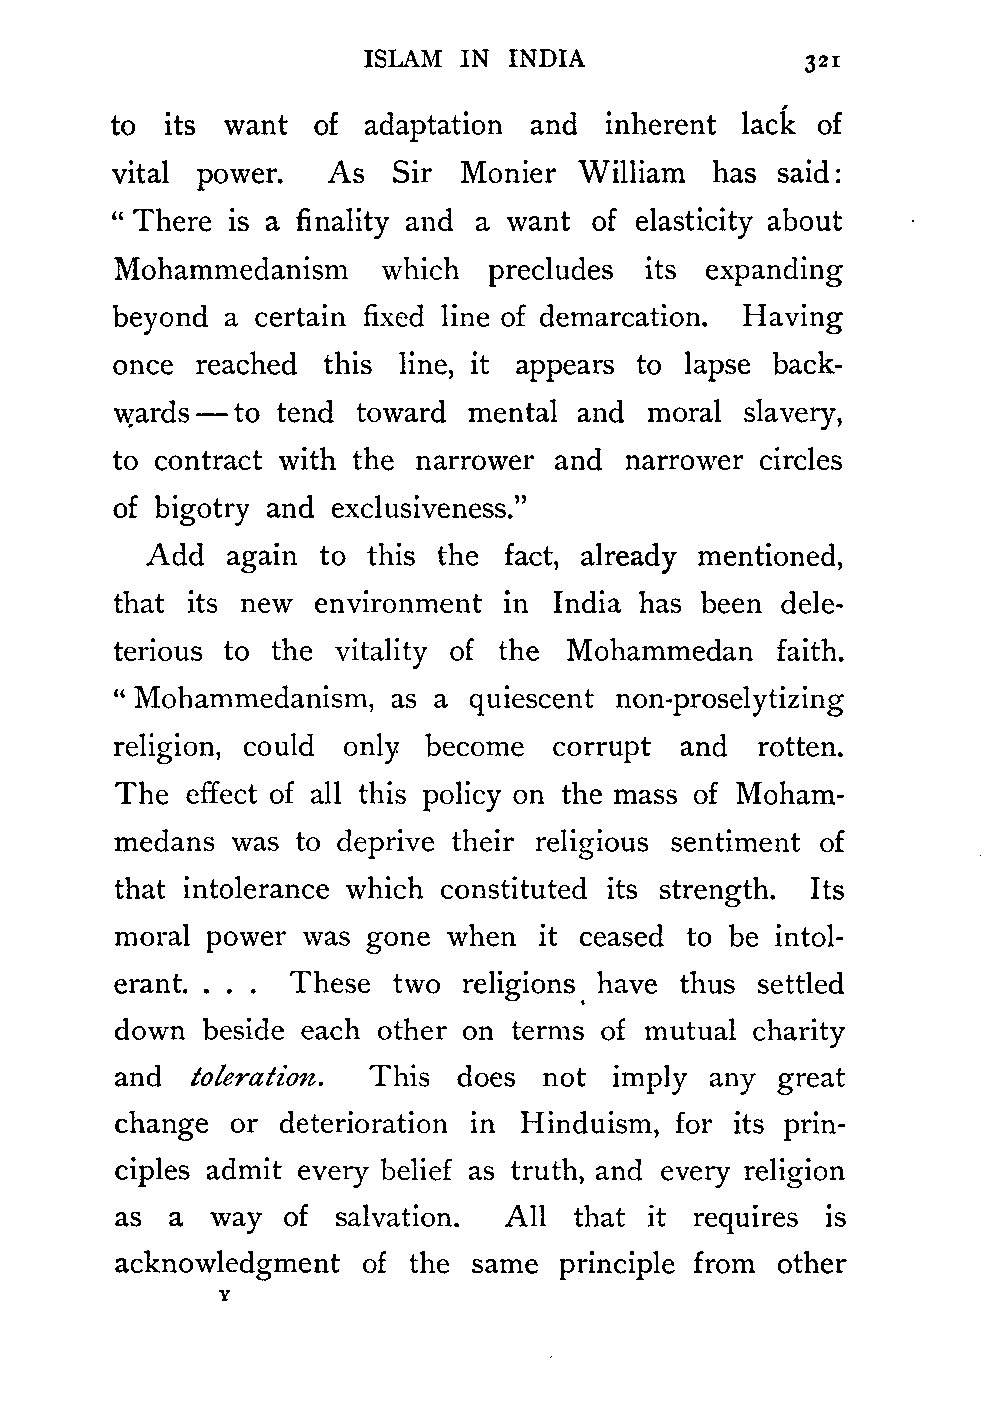 ISLAM IN INDIA 321
to its want of adaptation and inherent lack of
vital power. As Sir Monier William has said:
“ There is a finality and a want of elasticity about
Mohammedanism which precludes its expanding
beyond a certain fixed line of demarcation. Having
once reached this line, it appears to lapse back-
wards — to tend toward mental and moral slavery,
to contract with the narrower and narrower circles
of bigotry and exclusiveness.”
Add again to this the fact, already mentioned,
that its new environment in India has been dele-
terious to the vitality of the Mohammedan faith.
“ Mohammedanism, as a quiescent non-proselytizing
religion, could only become corrupt and rotten.
The effect of all this policy on the mass of Moham-
medans was to deprive their religious sentiment of
that intolerance which constituted its strength. Its
moral power was gone when it ceased to be intol-
erant. . . . These two religions have thus settled
down beside each other on terms of mutual charity
and toleration. This does not imply any great
change or deterioration in Hinduism, for its prin-
ciples admit every belief as truth, and every religion
as a way of salvation. All that it requires is
acknowledgment of the same principle from other
Y